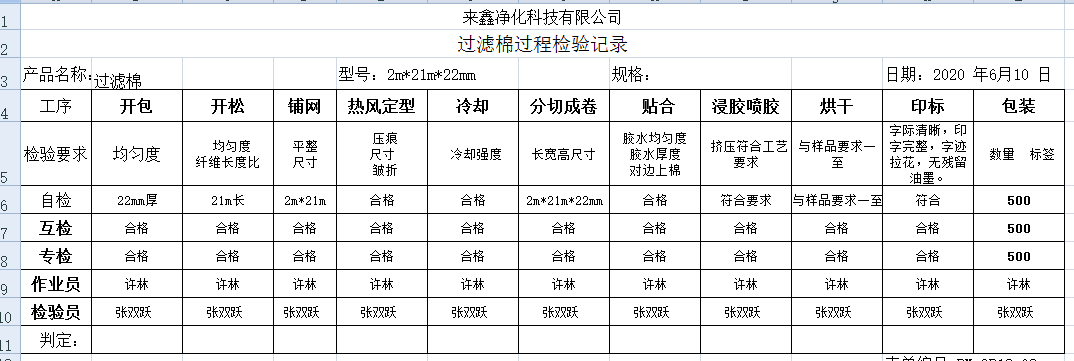 1 来鑫净化科技有限公司
2 过滤棉过程检验记录
3 产品名称: 过滤棉 型号: 2m*21m*22mm 规格: 日期: 2020 年6月10 日
4 工序 开包 开松 铺网 热风定型 冷却 分切成卷 贴合 浸胶喷胶 烘干 印标 包装
5 检验要求 均匀度 均匀度 纤维长度比 平整 尺寸 压痕 尺寸 皱折 冷却强度 长宽高尺寸 胶水均匀度 胶水厚度 对边上棉 挤压符合工艺要求 与样品要求一至 字际清晰，印字完整，字迹拉花，无残留油墨。 数量 标签
6 自检 22mm厚 21m长 2m*21m 合格 合格 2m*21m*22mm 合格 符合要求 与样品要求一至 符合 500
7 互检 合格 合格 合格 合格 合格 合格 合格 合格 合格 合格 500
8 专检 合格 合格 合格 合格 合格 合格 合格 合格 合格 合格 500
9 作业员 许林 许林 许林 许林 许林 许林 许林 许林 许林 许林 许林
10 检验员 张双跃 张双跃 张双跃 张双跃 张双跃 张双跃 张双跃 张双跃 张双跃 张双跃 张双跃
11 判定: